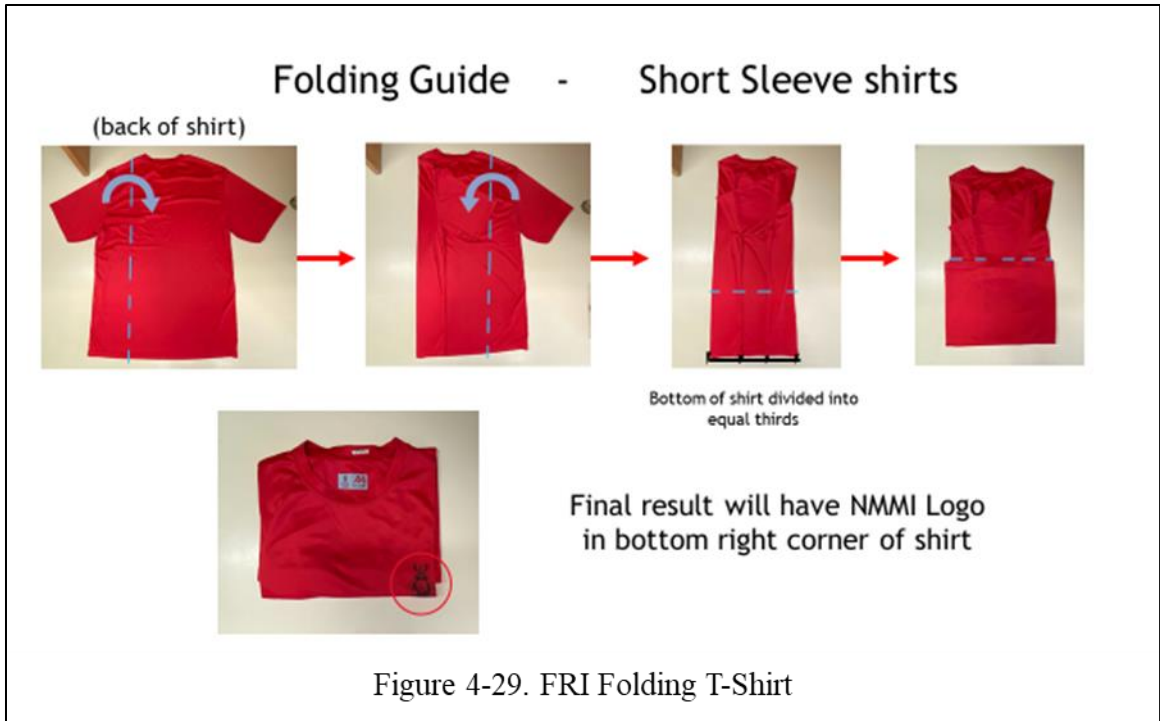 Folding Guide - Short Sleeve shirts
(back of shirt)
Bottom of shirt divided into
equal thirds
Final result will have NMMI Logo
in bottom right corner of shirt
Figure 4-29. FRI Folding T-Shirt